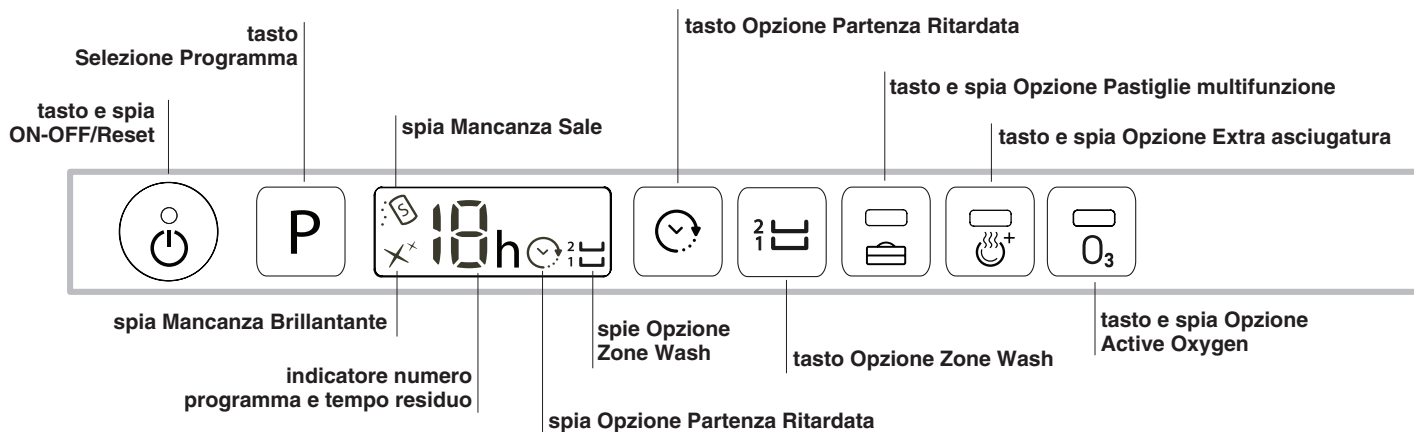 tasto
Selezione Programma
tasto e spia
ON-OFF/Reset
spia Mancanza Sale
tasto Opzione Partenza Ritardata
tasto e spia Opzione Pastiglie multifunzione
tasto e spia Opzione Extra asciugatura
P
S
18h
2
1
2
1
+
O3
spia Mancanza Brillantante
indicatore numero
programma e tempo residuo
spia Opzione Partenza Ritardata
spie Opzione
Zone Wash
tasto Opzione Zone Wash
tasto e spia Opzione
Active Oxygen